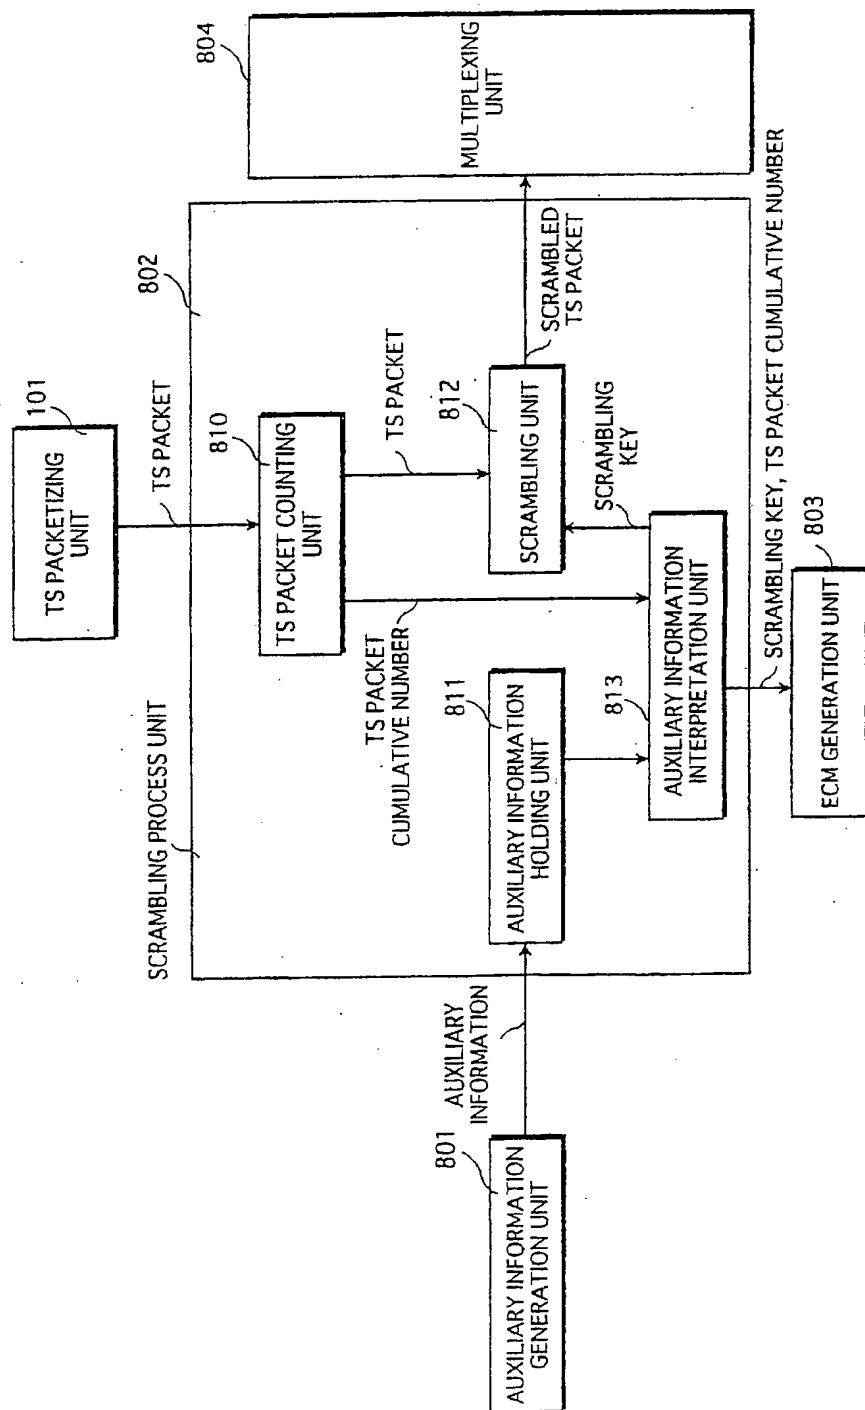 SCRAMBLING PROCESS UNIT
802
TS PACKETIZING
UNIT
101
TS PACKET
TS PACKET COUNTING
UNIT
810
TS PACKET
CUMULATIVE NUMBER
TS PACKET
AUXILIARY INFORMATION
GENERATION UNIT
801
AUXILIARY
INFORMATION
AUXILIARY INFORMATION
HOLDING UNIT
811
SCRAMBLING UNIT
812
SCRAMBLING
KEY
SCRAMBLED
TS PACKET
MULTIPLEXING
UNIT
804
AUXILIARY INFORMATION
INTERPRETATION UNIT
813
SCRAMBLING KEY, TS PACKET CUMULATIVE NUMBER
ECM GENERATION UNIT
803